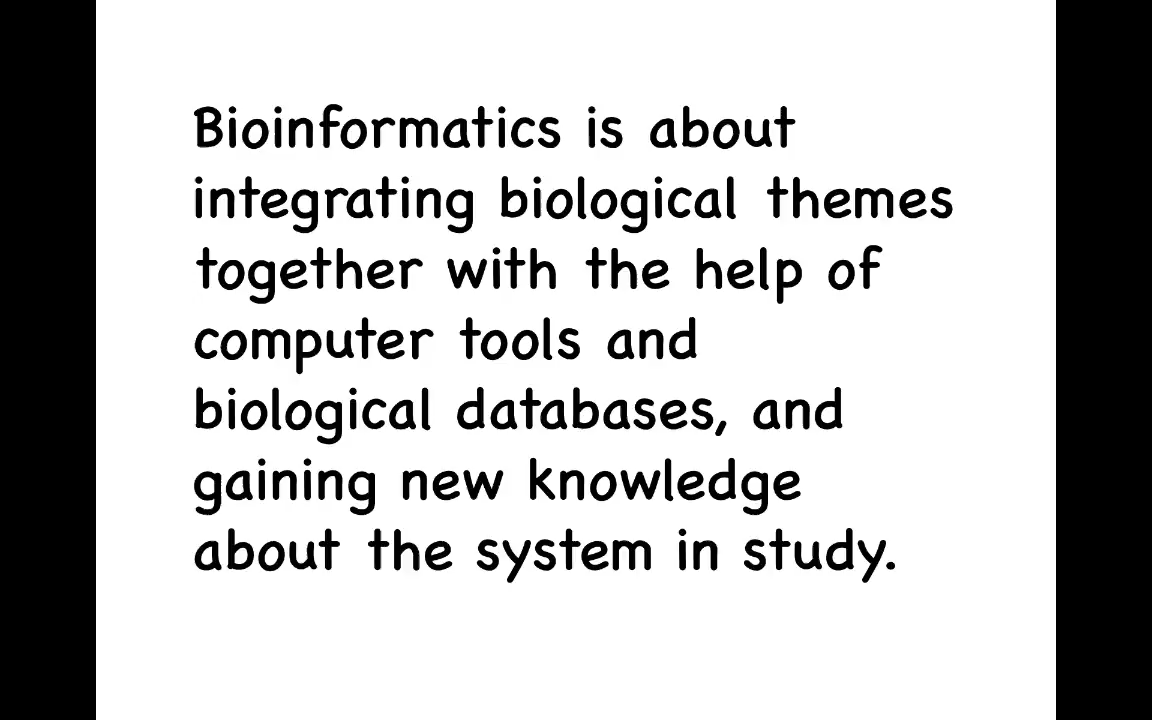 Bioinformatics is about
integrating biological themes
together with the help of
computer tools and
biological databases, and
gaining new knowledge
about the system in study.